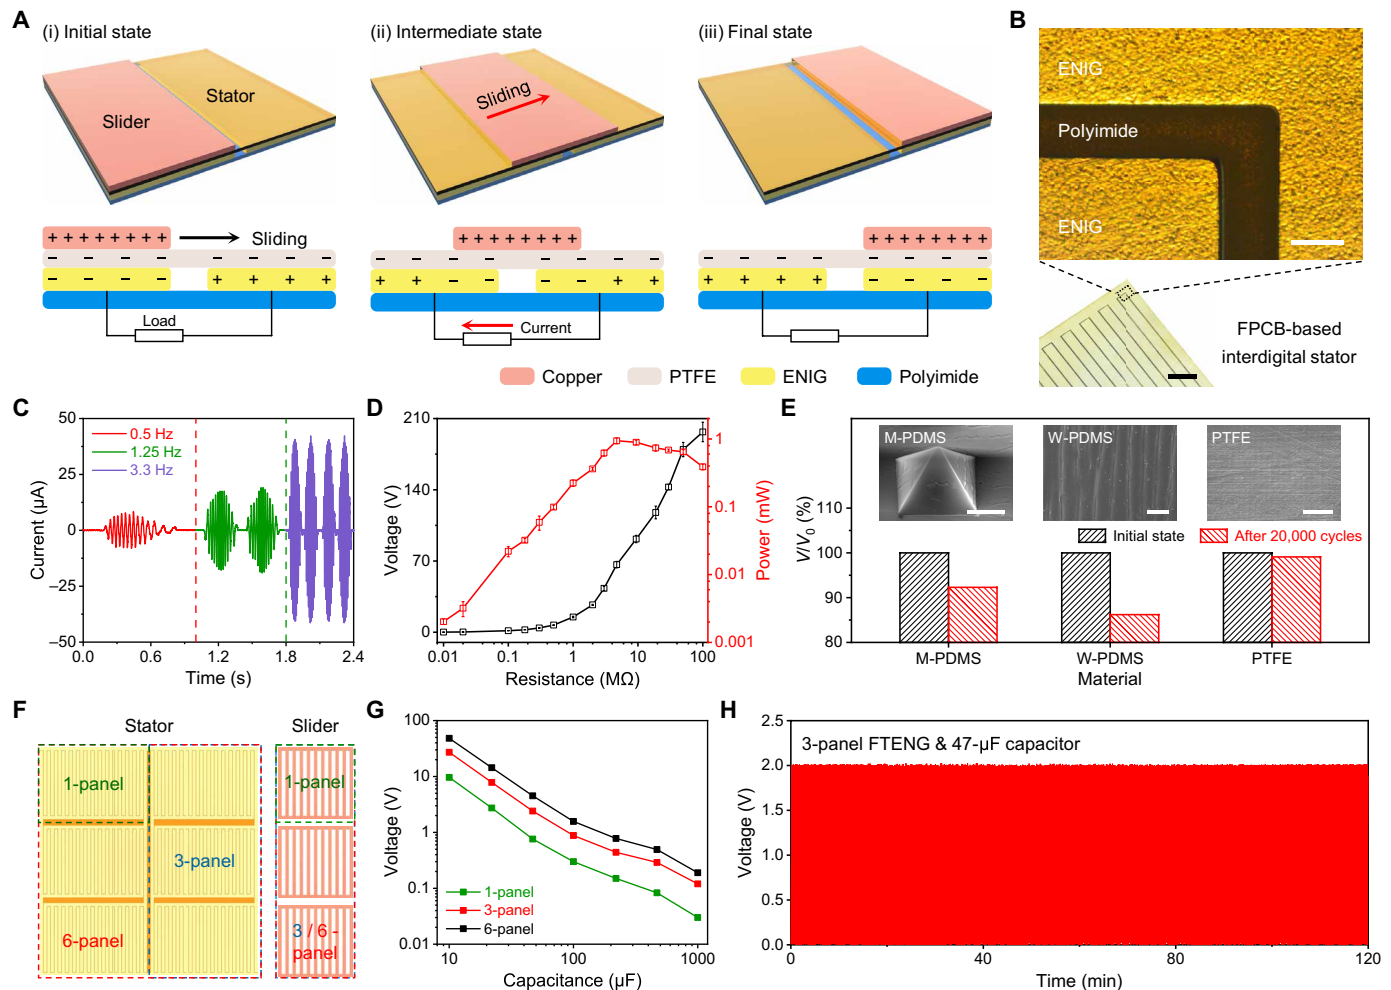 A
(i) Initial state
(ii) Intermediate state
(iii) Final state
Slider
Stator
Sliding
+ + + + + + + +
Sliding
− − − − − − − −
− − − − + + + +
Load
+ + + + + + + +
− − − − − − − −
+ + − − − − + +
Current
+ + + + + + + +
− − − − − − − −
+ + + + − − − −
Copper
PTFE
ENIG
Polyimide
B
ENIG
Polyimide
ENIG
FPCB-based
interdigital stator
C
Current (µA)
50
25
0
−25
−50
0.5 Hz
1.25 Hz
3.3 Hz
0.0 0.6 1.2 1.8 2.4
Time (s)
D
Voltage (V)
210
140
70
0
0.01 0.1 1 10 100
Resistance (MΩ)
1
0.1
0.01
0.001
Power (mW)
E
V/V0 (%)
110
100
90
80
M-PDMS
W-PDMS
PTFE
Initial state
After 20,000 cycles
M-PDMS
W-PDMS
PTFE
Material
F
Stator
Slider
1-panel
3-panel
6-panel
1-panel
3 / 6 -
panel
G
Voltage (V)
100
10
1
0.1
0.01
1-panel
3-panel
6-panel
10 100 1000
Capacitance (µF)
H
Voltage (V)
2.5
2.0
1.5
1.0
0.5
0.0
3-panel FTENG & 47-µF capacitor
0 40 80 120
Time (min)